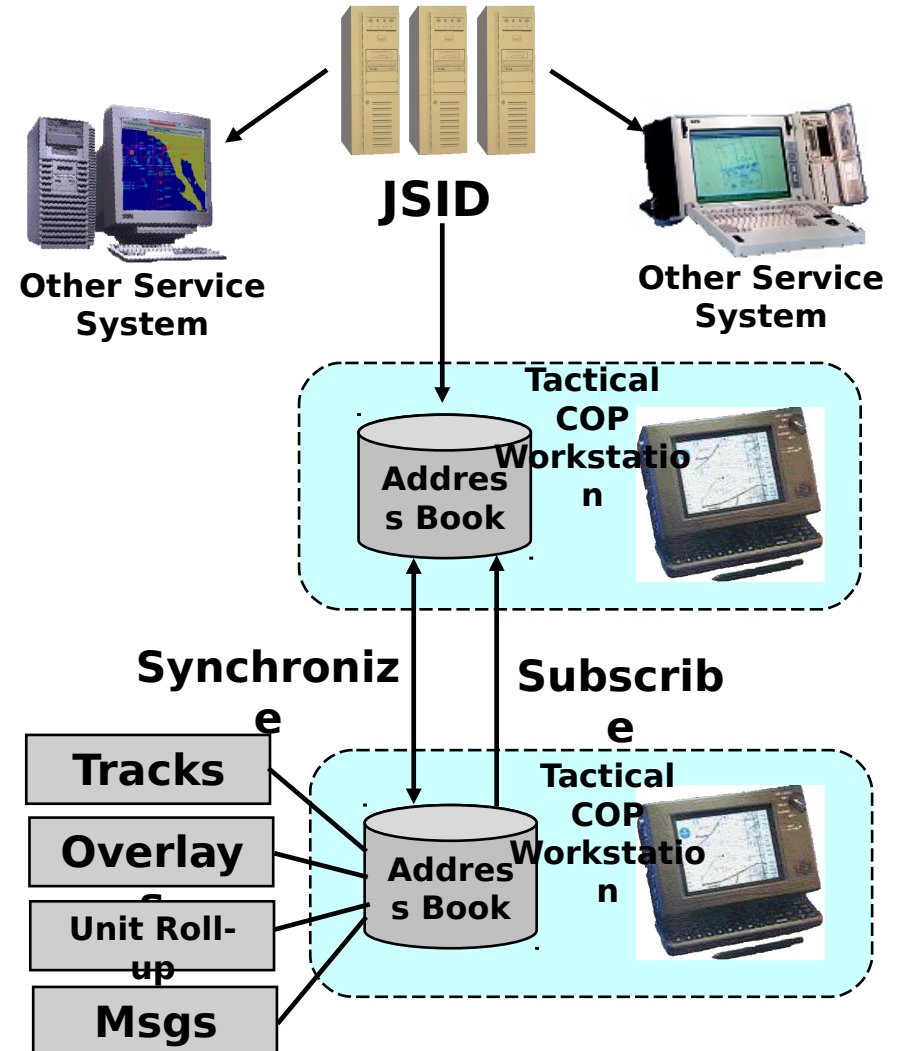 JSID
Other Service
System
Other Service
System
Tactical
COP
Workstatio
n
Addres
s Book
Synchroniz
e
Subscrib
e
Tactical
COP
Workstatio
n
Addres
s Book
Tracks
Overlay
s
Unit Roll-
up
Msgs